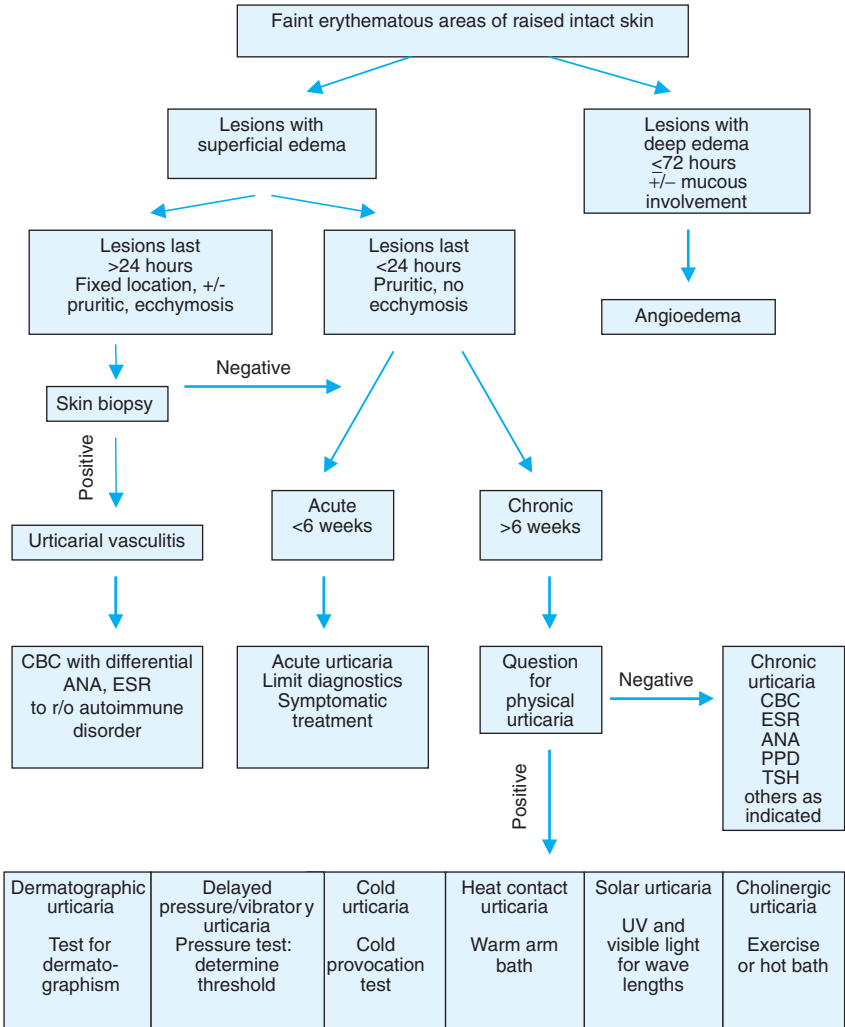 Faint erythematous areas of raised intact skin
Lesions with
superficial edema
Lesions with
deep edema
≤72 hours
+/– mucous
involvement
Lesions last
>24 hours
Fixed location, +/-
pruritic, ecchymosis
Lesions last
<24 hours
Pruritic, no
ecchymosis
Angioedema
Negative
Skin biopsy
Positive
Acute
<6 weeks
Chronic
>6 weeks
Urticarial vasculitis
CBC with differential
ANA, ESR
to r/o autoimmune
disorder
Acute urticaria
Limit diagnostics
Symptomatic
treatment
Question
for
physical
urticaria
Negative
Chronic
urticaria
CBC
ESR
ANA
PPD
TSH
others as
indicated
Positive
Dermatographic
urticaria
Test for
dermato-
graphism
Delayed
pressure/vibratory
urticaria
Pressure test:
determine
threshold
Cold
urticaria
Cold
provocation
test
Heat contact
urticaria
Warm arm
bath
Solar urticaria
UV and
visible light
for wave
lengths
Cholinergic
urticaria
Exercise
or hot bath